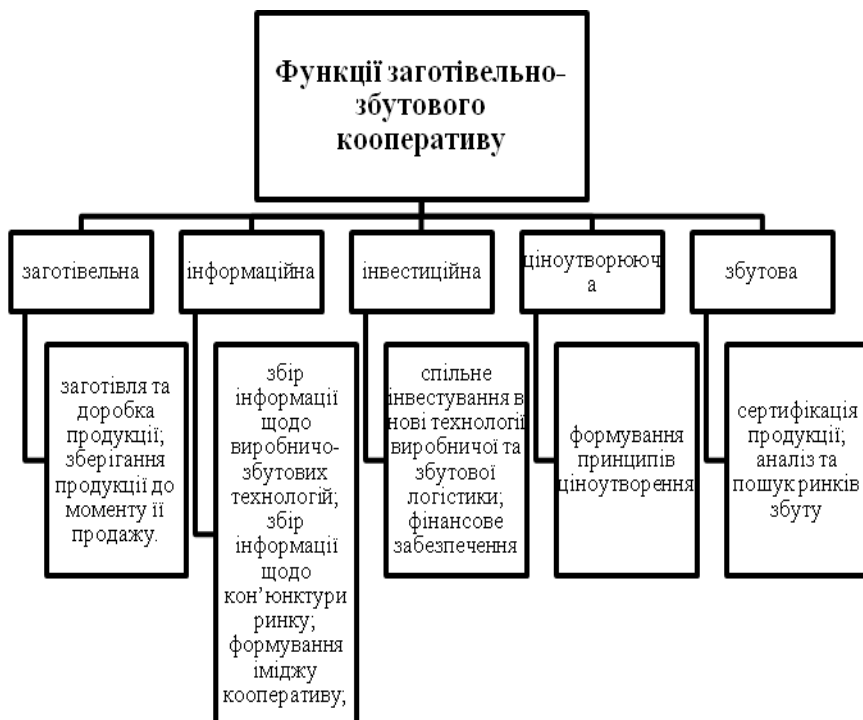 Функції заготівельно-
збутового
кооперативу
заготівельна
інформаційна
інвестиційна
ціноутворююч
а
збутова
заготівля та
доробка
продукції;
зберігання
продукції до
моменту її
продажу.
збір
інформації
щодо
виробничо-
збутових
технологій;
збір
інформації
щодо
кон’юнктури
ринку;
формування
іміджу
кооперативу;
спільне
інвестування в
нові технології
виробничої та
збутової
логістики;
фінансове
забезпечення
формування
принципів
ціноутворення
сертифікація
продукції;
аналіз та
пошук ринків
збуту